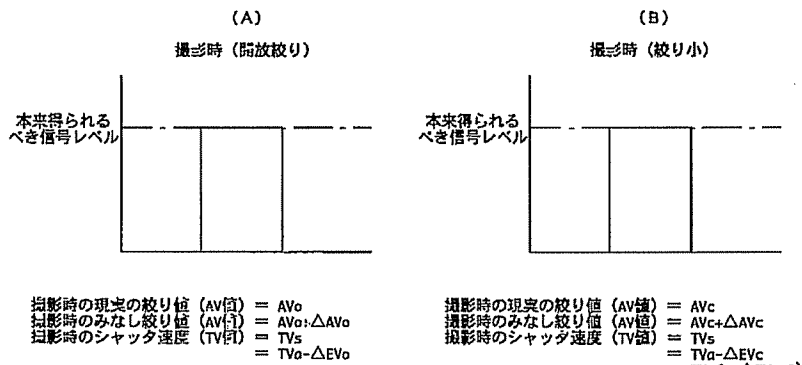 (A)
撮影時（開放絞り）
本来得られる
べき信号レベル
撮影時の現実の絞り値（AV値）＝ AVo
撮影時のみなし絞り値（AV値）＝ AVo+△AVo
撮影時のシャッタ速度（TV値）＝ TVs
＝ TVa-△EVo
(B)
撮影時（絞り小）
本来得られる
べき信号レベル
撮影時の現実の絞り値（AV値）＝ AVc
撮影時のみなし絞り値（AV値）＝ AVc+△AVc
撮影時のシャッタ速度（TV値）＝ TVs
＝ TVa-△EVc